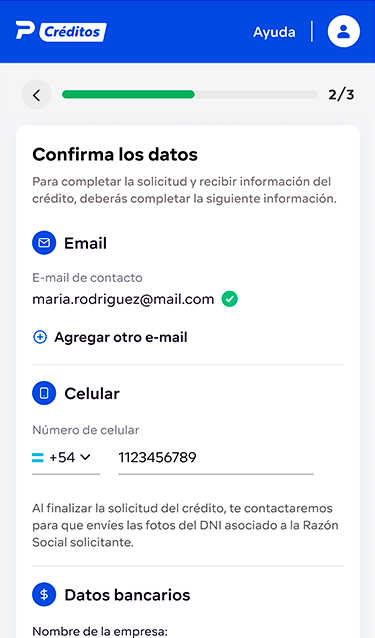 P Créditos
Ayuda
2/3
Confirma los datos
Para completar la solicitud y recibir información del
crédito, deberás completar la siguiente información.
Email
E-mail de contacto
maria.rodriguez@mail.com
Agregar otro e-mail
Celular
Número de celular
+54 1123456789
Al finalizar la solicitud del crédito, te contactaremos
para que envíes las fotos del DNI asociado a la Razón
Social solicitante.
$ Datos bancarios
Nombre de la empresa: